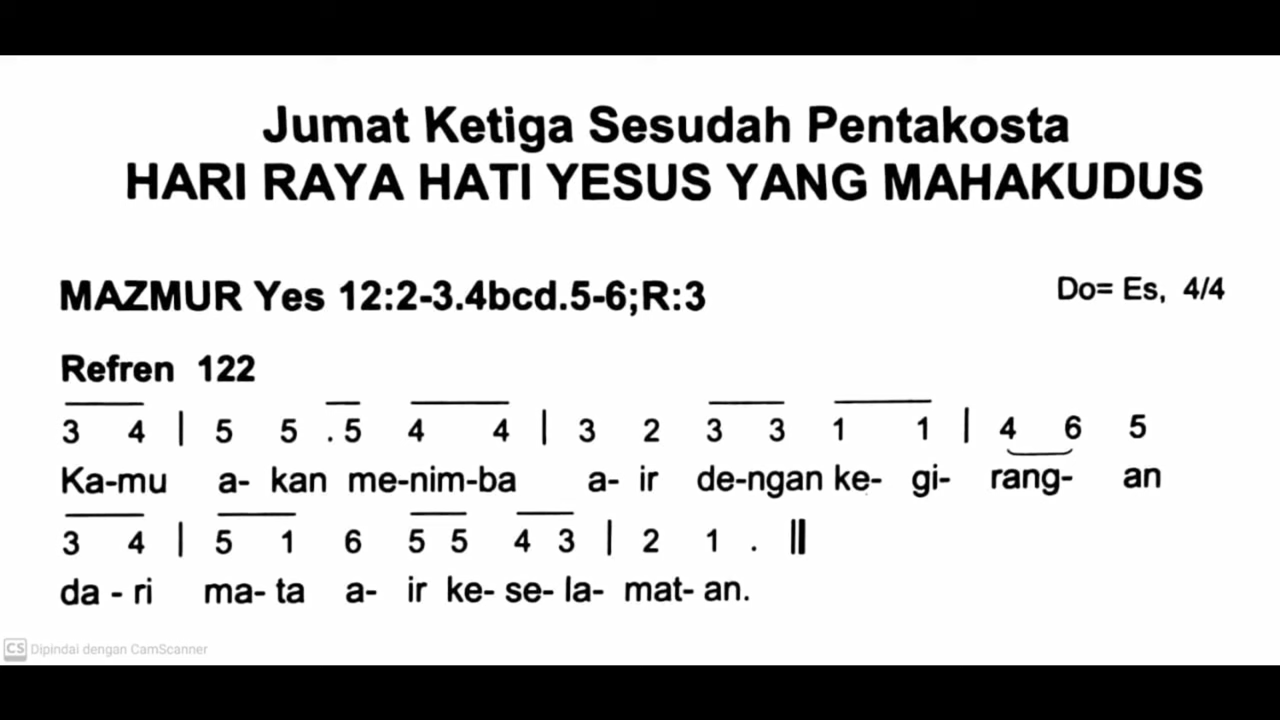 Jumat Ketiga Sesudah Pentakosta
HARI RAYA HATI YESUS YANG MAHAKUDUS
MAZMUR Yes 12:2-3.4bcd.5-6;R:3 Do= Es, 4/4
Refren 122
3 4 | 5 5 .5 4 4 | 3 2 3 3 1 1 | 4 6 5
Ka-mu a- kan me-nim-ba a- ir de-ngan ke- gi- rang- an
3 4 | 5 1 6 5 5 4 3 | 2 1 . ||
da - ri ma- ta a- ir ke- se- la- mat- an.
CS Dipindai dengan CamScanner